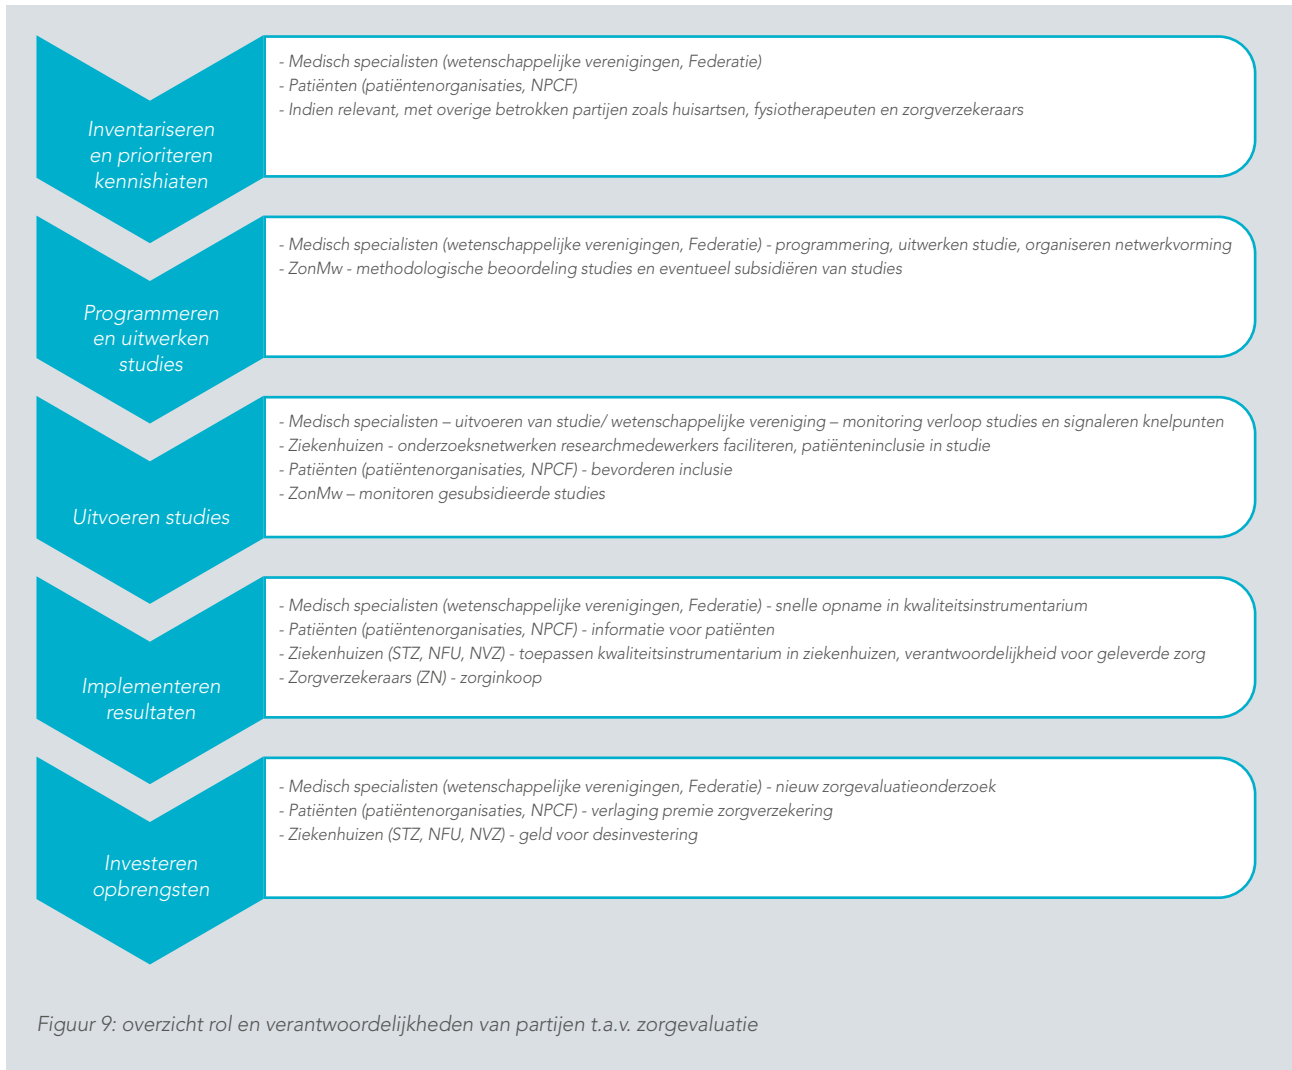 Inventariseren
en prioriteren
kennishiaten
- Medisch specialisten (wetenschappelijke verenigingen, Federatie)
- Patiënten (patiëntenorganisaties, NPCF)
- Indien relevant, met overige betrokken partijen zoals huisartsen, fysiotherapeuten en zorgverzekeraars
Programmeren
en uitwerken
studies
- Medisch specialisten (wetenschappelijke verenigingen, Federatie) - programmering, uitwerken studie, organiseren netwerkvorming
- ZonMw - methodologische beoordeling studies en eventueel subsidiëren van studies
Uitvoeren studies
- Medisch specialisten – uitvoeren van studie/ wetenschappelijke vereniging – monitoring verloop studies en signaleren knelpunten
- Ziekenhuizen - onderzoeksnetwerken researchmedewerkers faciliteren, patiënteninclusie in studie
- Patiënten (patiëntenorganisaties, NPCF) - bevorderen inclusie
- ZonMw – monitoren gesubsidieerde studies
Implementeren
resultaten
- Medisch specialisten (wetenschappelijke verenigingen, Federatie) - snelle opname in kwaliteitsinstrumentarium
- Patiënten (patiëntenorganisaties, NPCF) - informatie voor patiënten
- Ziekenhuizen (STZ, NFU, NVZ) - toepassen kwaliteitsinstrumentarium in ziekenhuizen, verantwoordelijkheid voor geleverde zorg
- Zorgverzekeraars (ZN) - zorginkoop
Investeren
opbrengsten
- Medisch specialisten (wetenschappelijke verenigingen, Federatie) - nieuw zorgevaluatieonderzoek
- Patiënten (patiëntenorganisaties, NPCF) - verlaging premie zorgverzekering
- Ziekenhuizen (STZ, NFU, NVZ) - geld voor desinvestering
Figuur 9: overzicht rol en verantwoordelijkheden van partijen t.a.v. zorgevaluatie